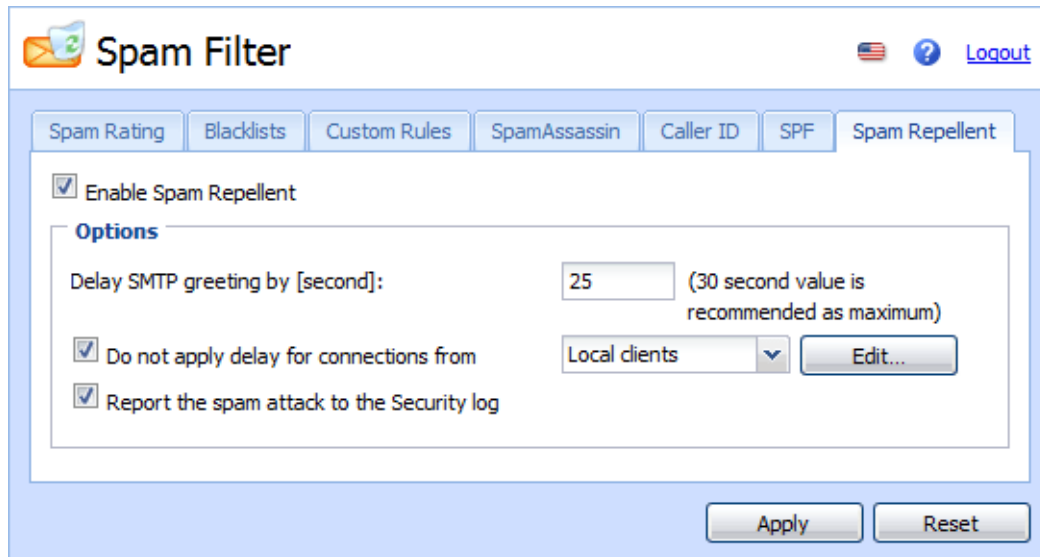 Spam Filter
Logout
Spam Rating
Blacklists
Custom Rules
SpamAssassin
Caller ID
SPF
Spam Repellent
Enable Spam Repellent
Options
Delay SMTP greeting by [second]:
25
(30 second value is
recommended as maximum)
Do not apply delay for connections from
Local clients
Edit...
Report the spam attack to the Security log
Apply
Reset